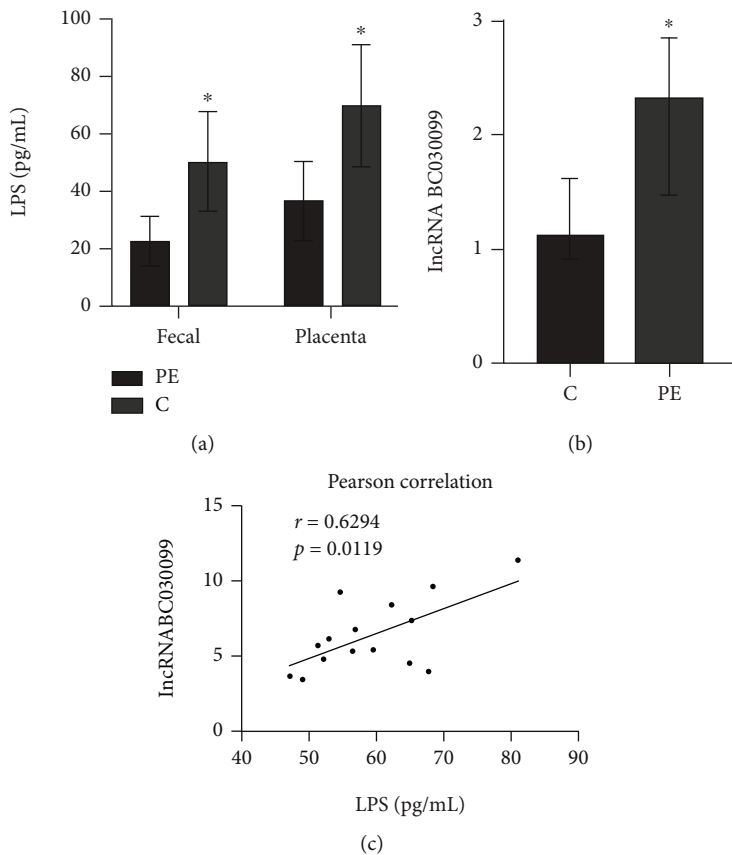 100
80
60
40
20
0
LPS (pg/mL)
*
*
Fecal
Placenta
PE
C
(a)
3
2
1
0
lncRNA BC030099
*
C
PE
(b)
Pearson correlation
r = 0.6294
p = 0.0119
15
10
5
0
lncRNABC030099
40
50
60
70
80
90
LPS (pg/mL)
(c)